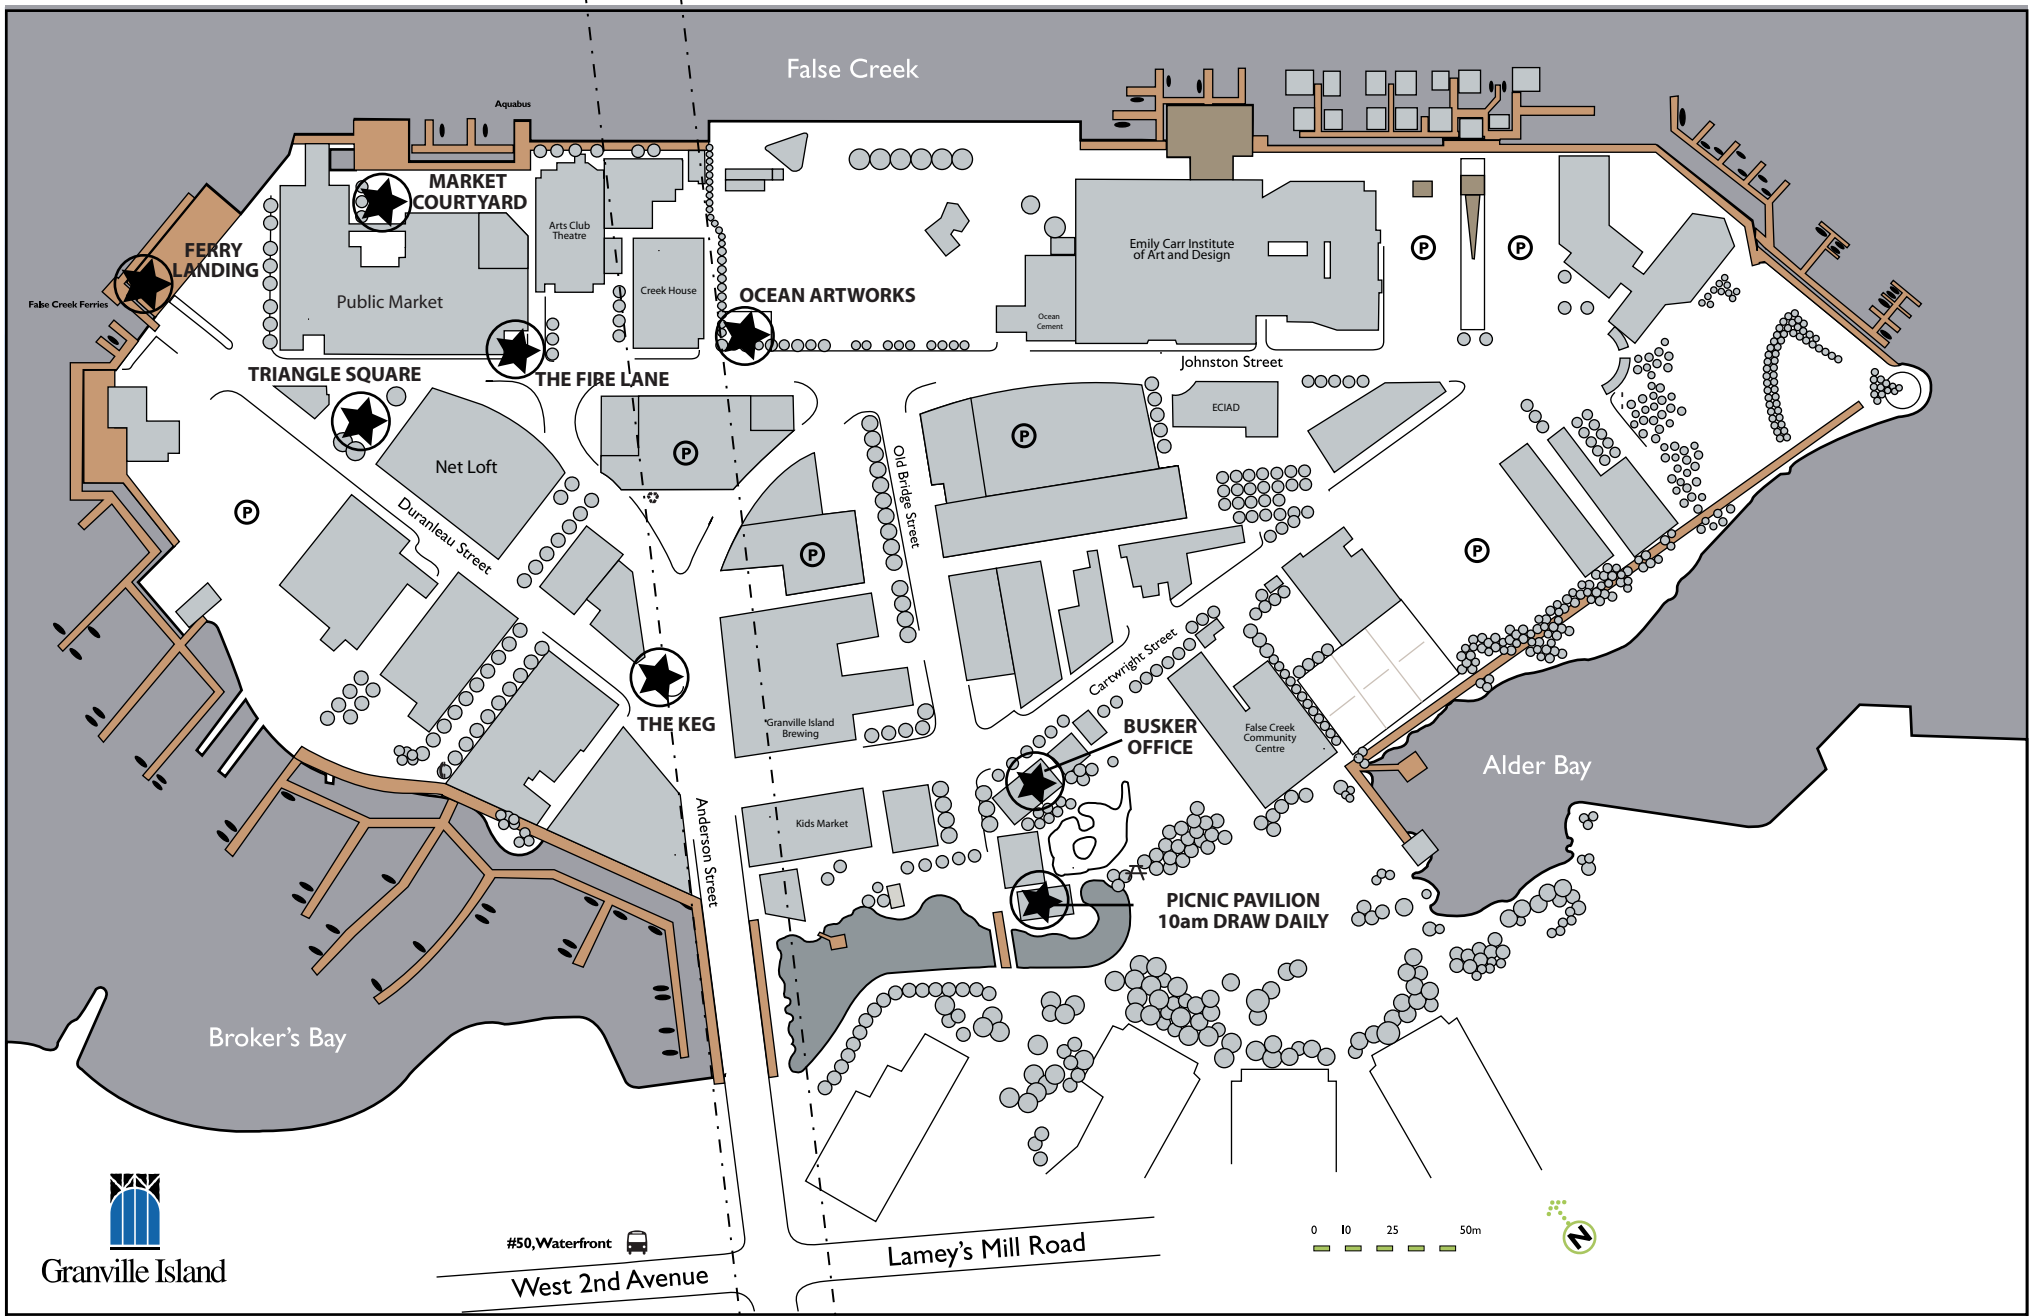 False Creek
Aquabus
MARKET
COURTYARD
FERRY
LANDING
False Creek Ferries
Arts Club
Theatre
Creek House
Public Market
OCEAN ARTWORKS
Ocean
Cement
Emily Carr Institute
of Art and Design
P
P
Johnston Street
TRIANGLE SQUARE
THE FIRE LANE
ECIAD
Net Loft
P
P
P
P
P
Duranleau Street
Old Bridge Street
Cartwright Street
THE KEG
Granville Island
Brewing
BUSKER
OFFICE
False Creek
Community
Centre
Alder Bay
Kids Market
Anderson Street
PICNIC PAVILION
10am DRAW DAILY
Broker's Bay
Granville Island
#50, Waterfront
West 2nd Avenue
Lamey's Mill Road
0 10 25 50m
N